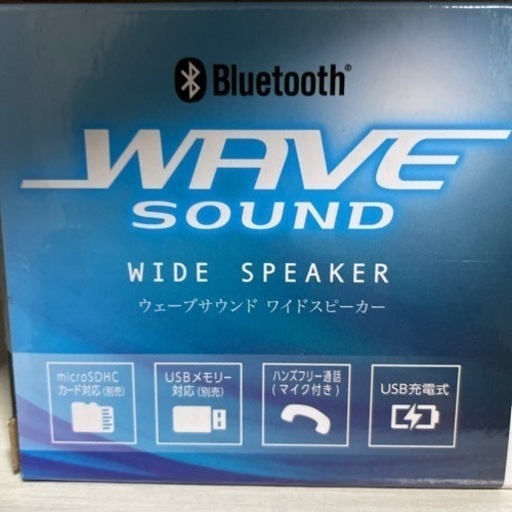 Bluetooth®
WAVE
SOUND
WIDE SPEAKER
ウェーブサウンド ワイドスピーカー
microSDHC
カード対応(別売)
USBメモリー
対応(別売)
ハンズフリー通話
(マイク付き)
USB充電式